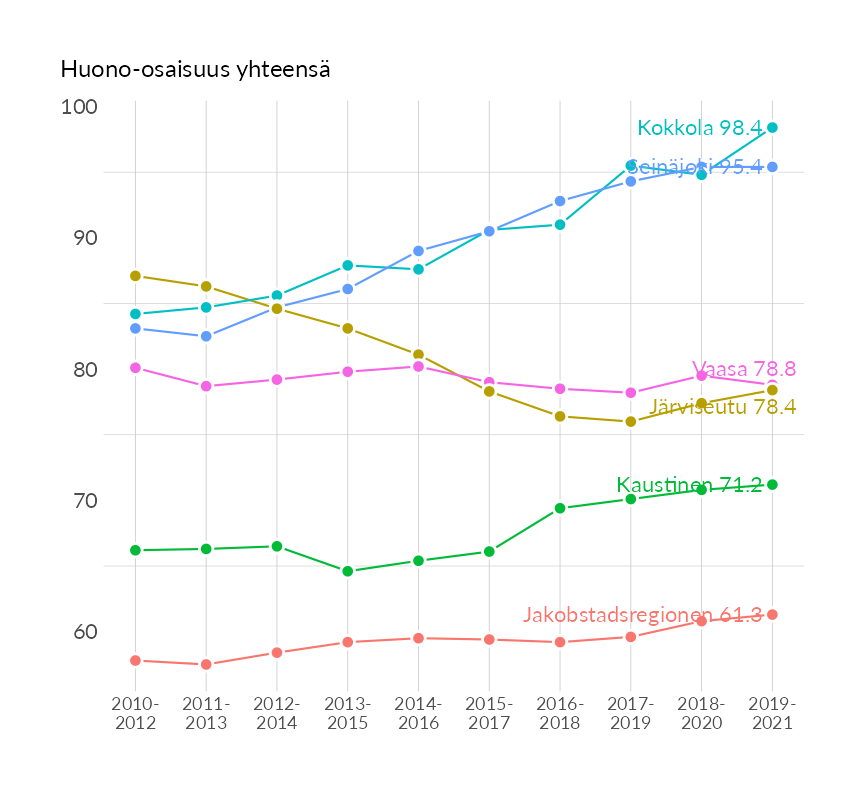 Huono-osaisuus yhteensä
100
Kokkola 98.4
Seinäjoki 95.4
90
80
Vaasa 78.8
Järviseutu 78.4
Kaustinen 71.2
70
Jakobstadsregionen 61.3
60
2010- 2011- 2012- 2013- 2014- 2015- 2016- 2017- 2018- 2019-
2012 2013 2014 2015 2016 2017 2018 2019 2020 2021